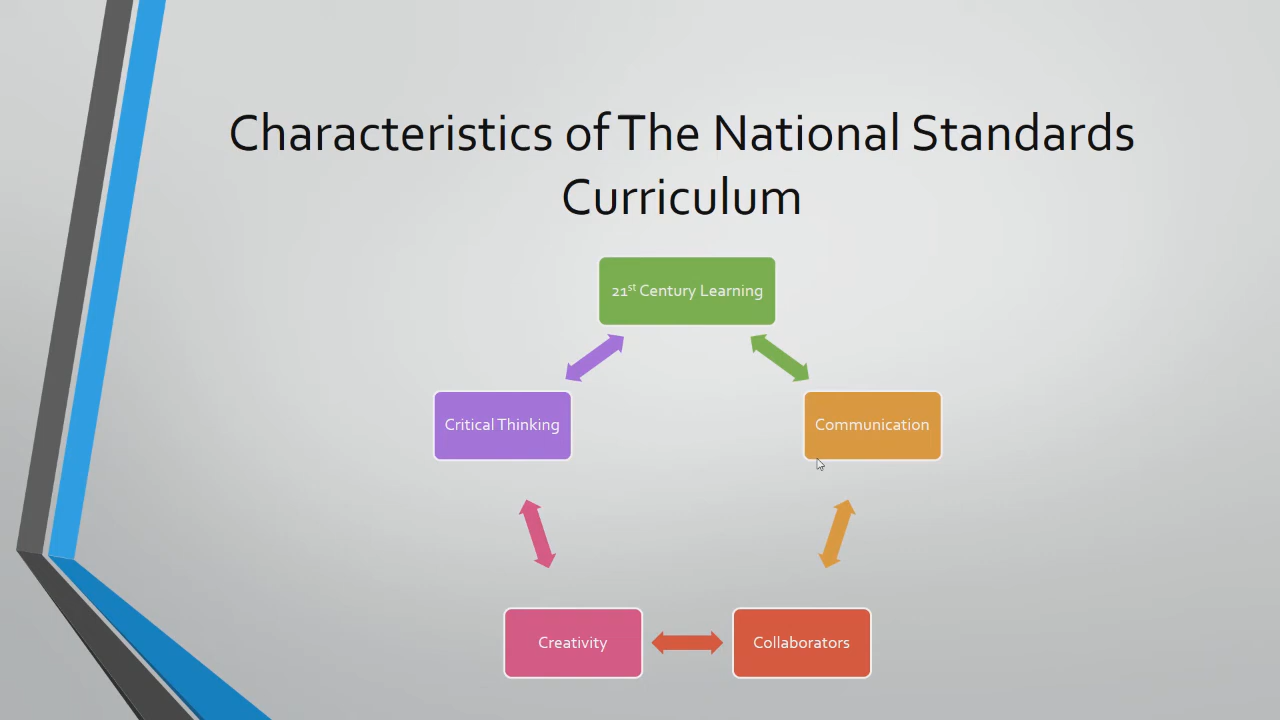 Characteristics of The National Standards
Curriculum
21st Century Learning
Critical Thinking
Communication
Creativity
Collaborators